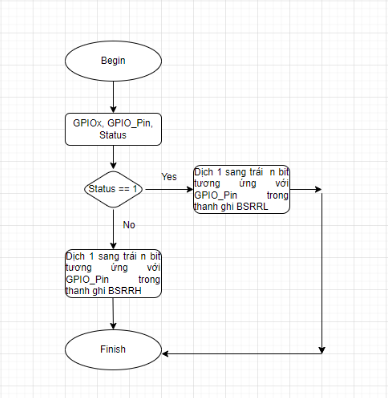 Begin
GPIOx, GPIO_Pin,
Status
Status == 1
Yes
Dịch 1 sang trái n bit
tương ứng với
GPIO_Pin trong
thanh ghi BSRRL
No
Dịch 1 sang trái n bit
tương ứng với
GPIO_Pin trong
thanh ghi BSRRH
Finish